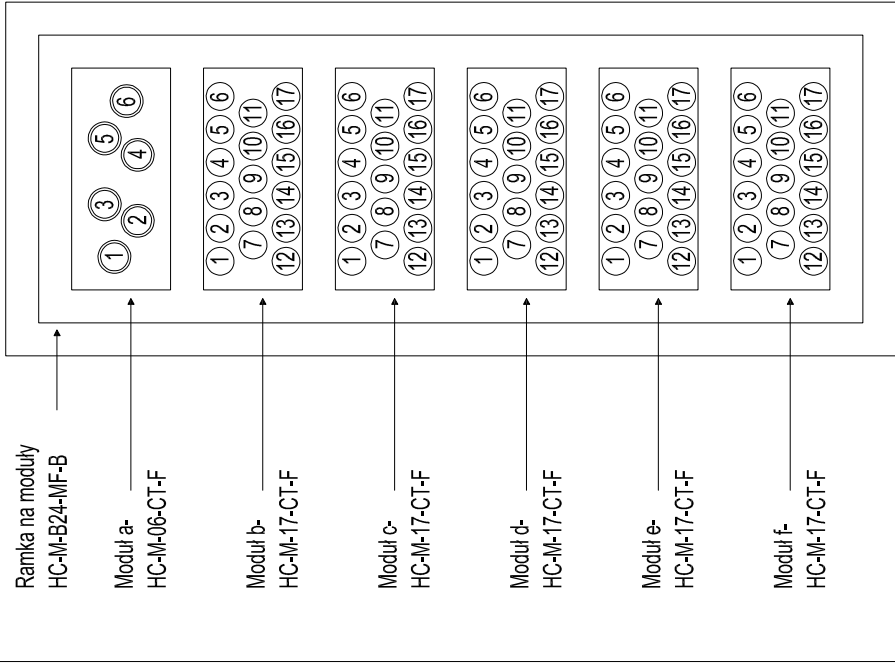 Ramka na moduły
HC-M-B24-MF-B
Moduł a-
HC-M-06-CT-F
3 5
1 6
2 4
Moduł b-
HC-M-17-CT-F
1 2 3 4 5 6
7 8 9 10 11
12 13 14 15 16 17
Moduł c-
HC-M-17-CT-F
1 2 3 4 5 6
7 8 9 10 11
12 13 14 15 16 17
Moduł d-
HC-M-17-CT-F
1 2 3 4 5 6
7 8 9 10 11
12 13 14 15 16 17
Moduł e-
HC-M-17-CT-F
1 2 3 4 5 6
7 8 9 10 11
12 13 14 15 16 17
Moduł f-
HC-M-17-CT-F
1 2 3 4 5 6
7 8 9 10 11
12 13 14 15 16 17